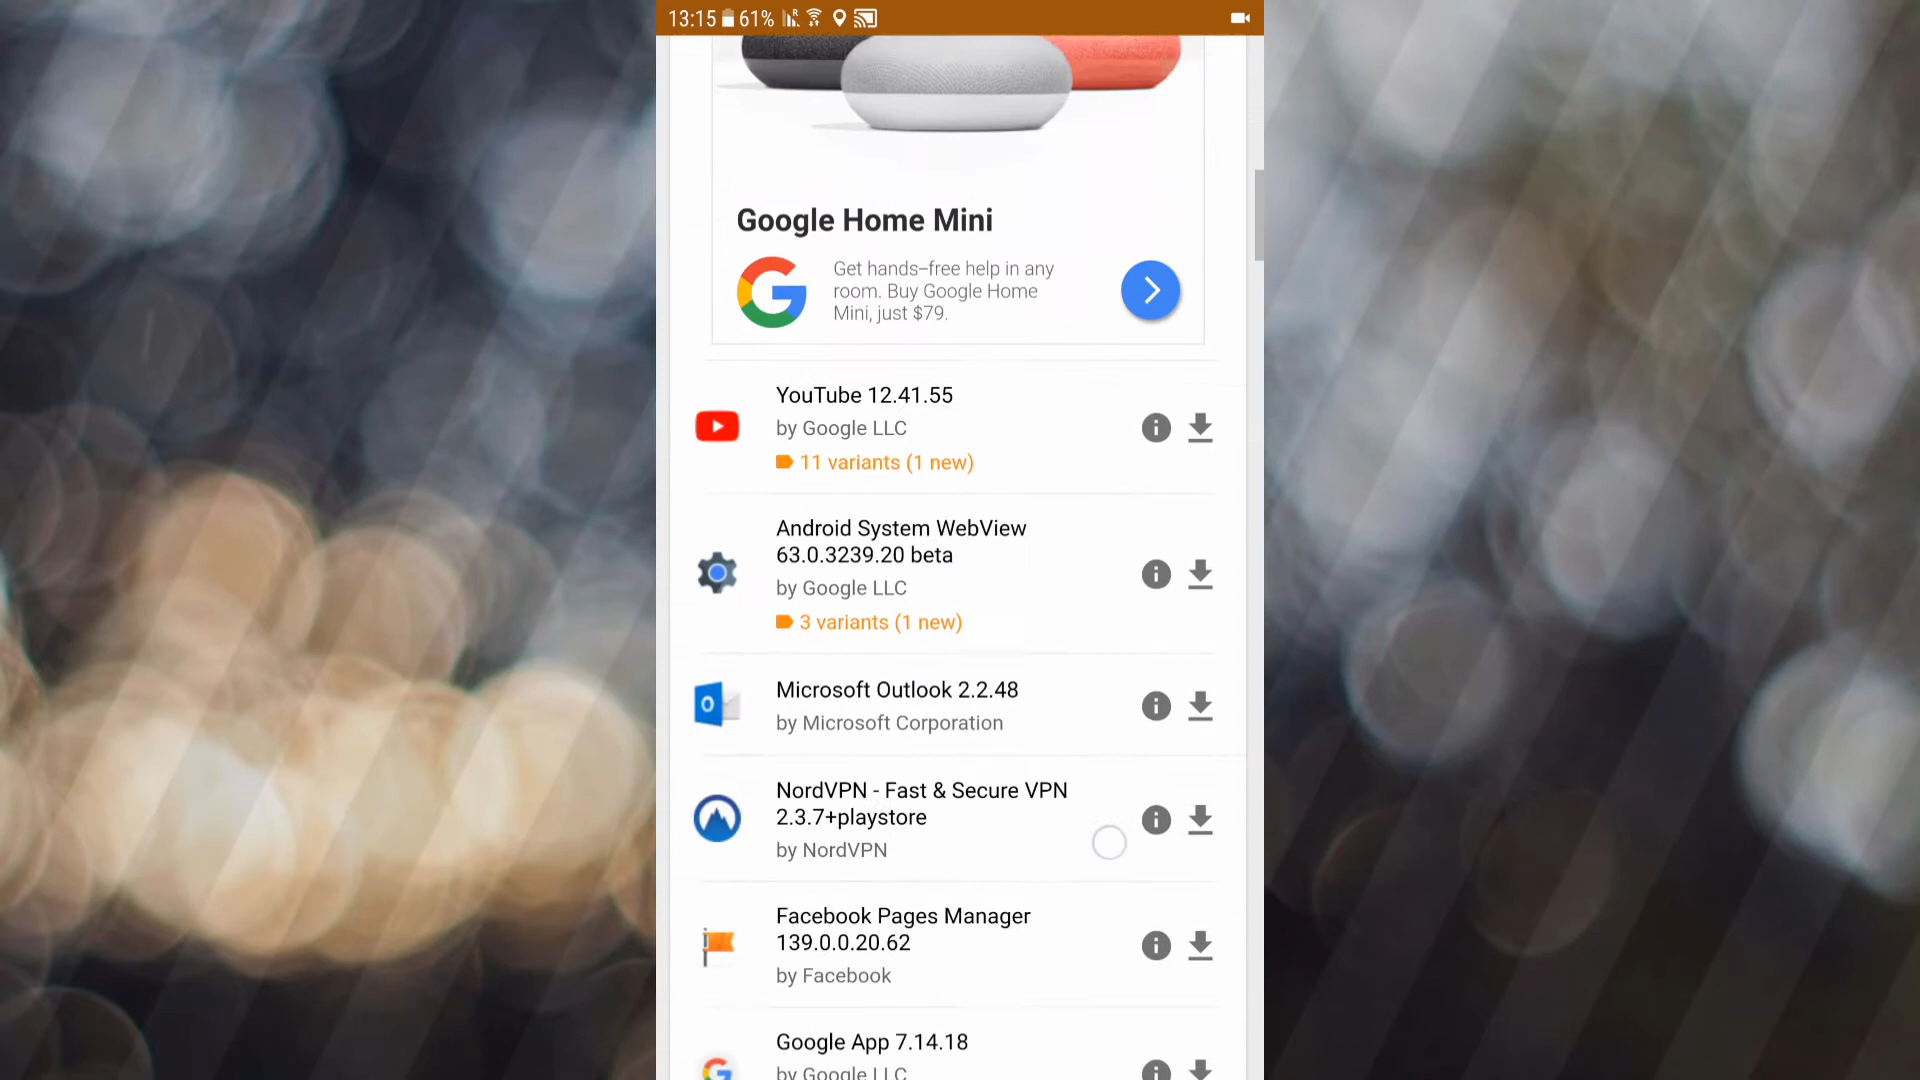 13:15 61% R
Google Home Mini
Get hands–free help in any
room. Buy Google Home
Mini, just $79.
YouTube 12.41.55
by Google LLC
11 variants (1 new)
Android System WebView
63.0.3239.20 beta
by Google LLC
3 variants (1 new)
Microsoft Outlook 2.2.48
by Microsoft Corporation
NordVPN - Fast & Secure VPN
2.3.7+playstore
by NordVPN
Facebook Pages Manager
139.0.0.20.62
by Facebook
Google App 7.14.18
by Google LLC